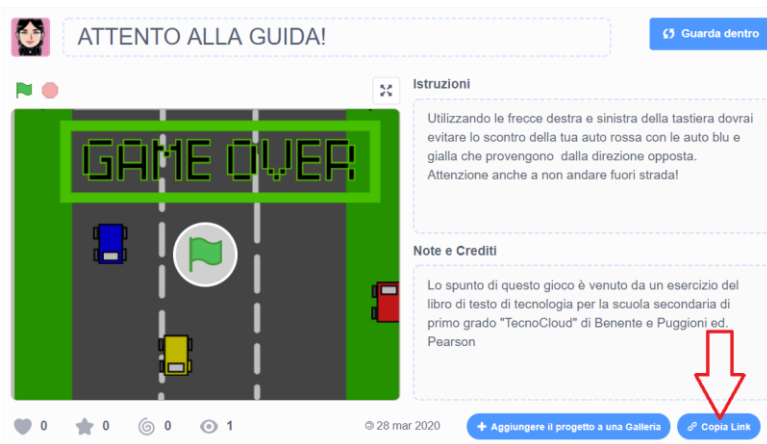 ATTENTO ALLA GUIDA!
Guarda dentro
Istruzioni
Utilizzando le frecce destra e sinistra della tastiera dovrai
evitare lo scontro della tua auto rossa con le auto blu e
gialla che provengono dalla direzione opposta.
Attenzione anche a non andare fuori strada!
GAME OVER
Note e Crediti
Lo spunto di questo gioco è venuto da un esercizio del
libro di testo di tecnologia per la scuola secondaria di
primo grado "TecnoCloud" di Benente e Puggioni ed.
Pearson
0 0 0 1
© 28 mar 2020
+ Aggiungere il progetto a una Galleria
Copia Link